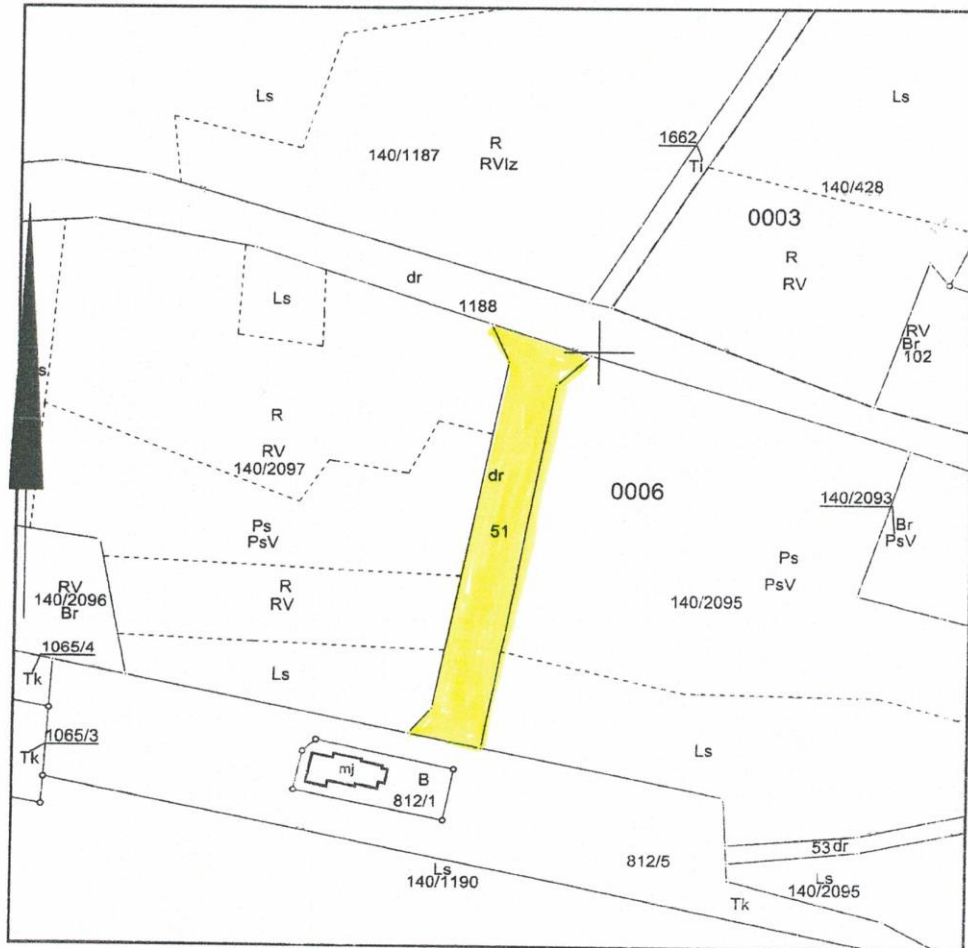 Ls
Ls
R
RVIz
140/1187
1662
Ti
140/428
0003
R
RV
dr
1188
Ls
RV
Br
102
s
R
RV
140/2097
dr
51
0006
140/2093
Br
PsV
Ps
PsV
Ps
PsV
R
RV
140/2095
RV
140/2096
Br
1065/4
Tk
Ls
1065/3
Tk
Ls
mj
B
812/1
812/5
53 dr
Ls
140/2095
Ls
140/1190
Tk